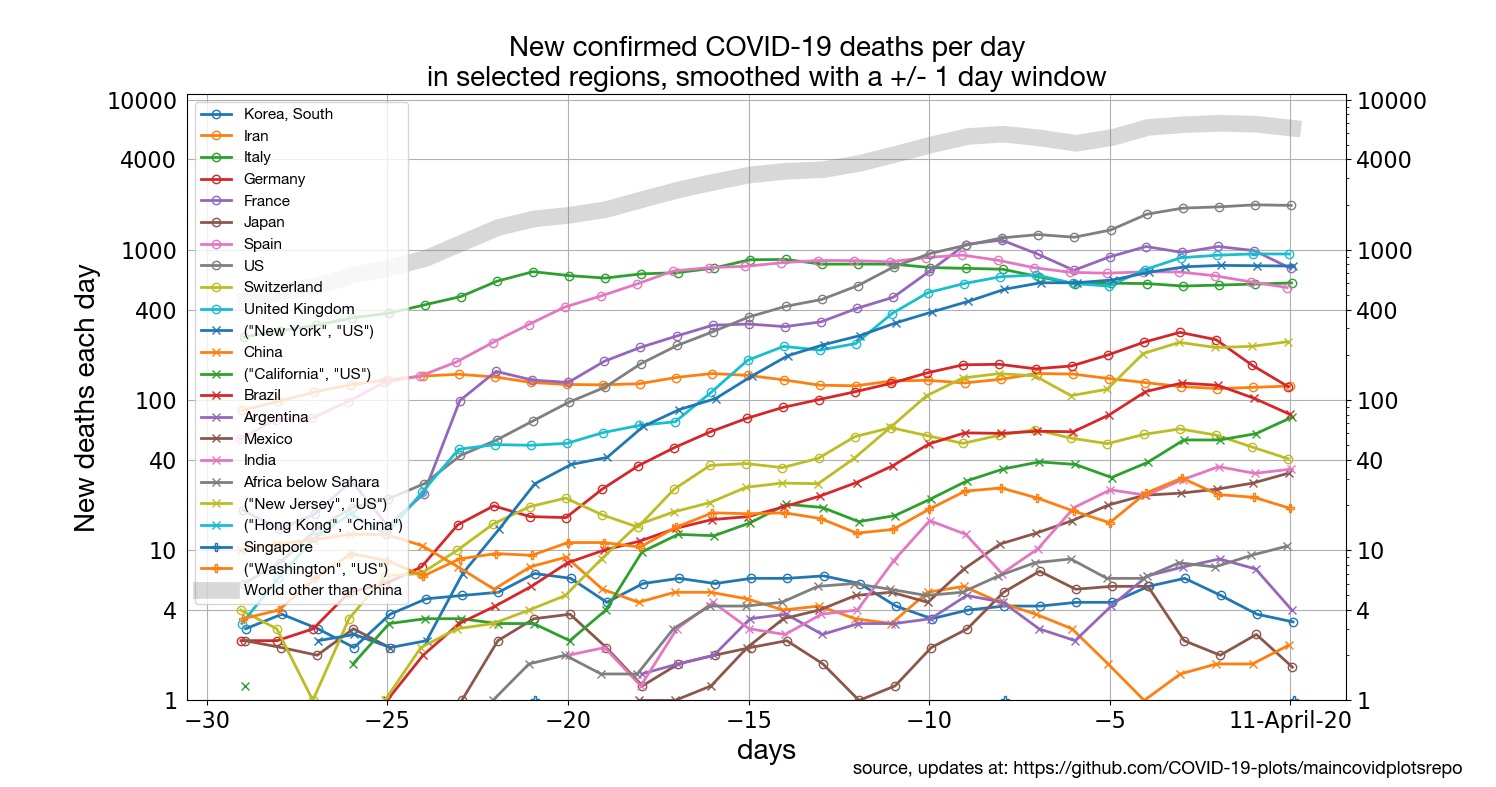 New confirmed COVID-19 deaths per day
in selected regions, smoothed with a +/- 1 day window
New deaths each day
10000
4000
1000
400
100
40
10
4
1
Korea, South
Iran
Italy
Germany
France
Japan
Spain
US
Switzerland
United Kingdom
("New York", "US")
China
("California", "US")
Brazil
Argentina
Mexico
India
Africa below Sahara
("New Jersey", "US")
("Hong Kong", "China")
Singapore
("Washington", "US")
World other than China
10000
4000
1000
400
100
40
10
4
1
−30 −25 −20 −15 −10 −5 11-April-20
days
source, updates at: https://github.com/COVID-19-plots/maincovidplotsrepo